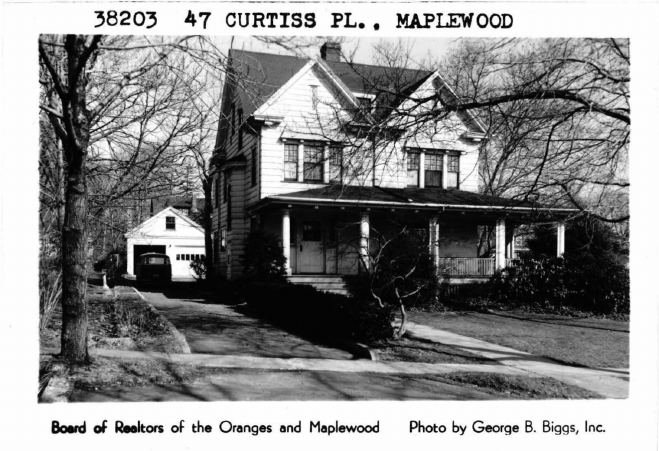 38203 47 CURTISS PL., MAPLEWOOD
Board of Realtors of the Oranges and Maplewood Photo by George B. Biggs, Inc.